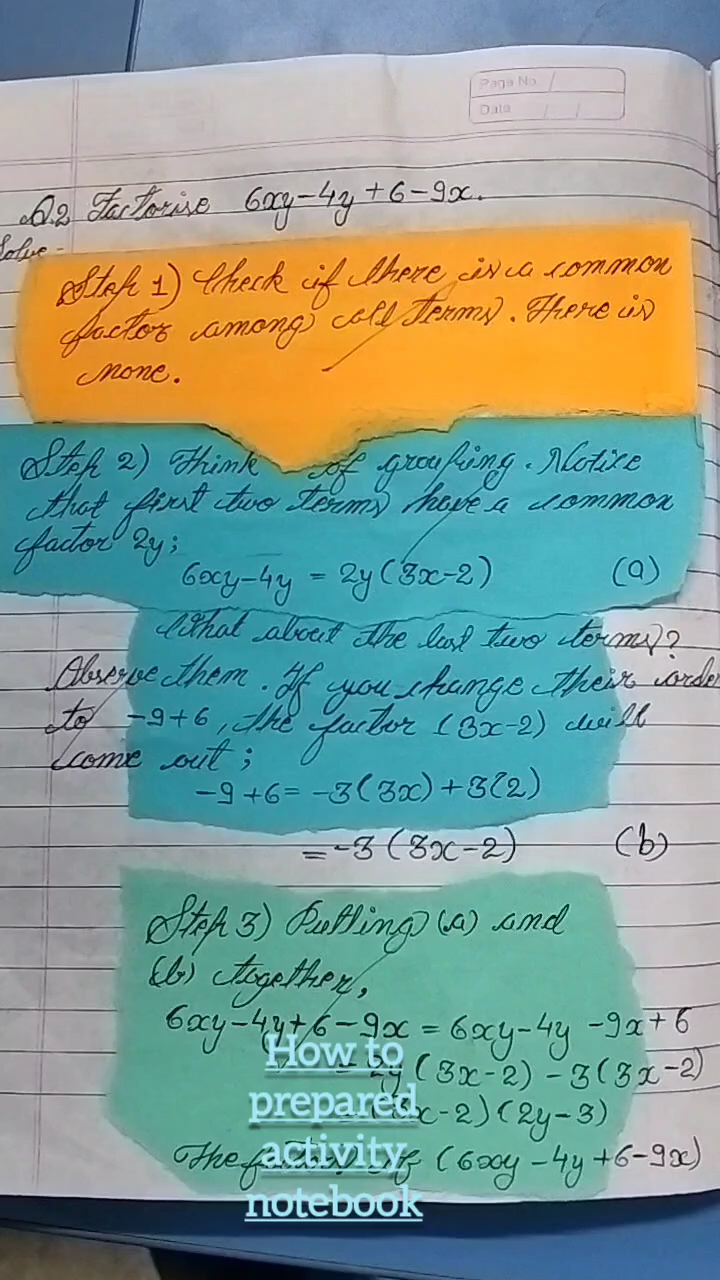 Page No
Date
Q.2 Factorise 6xy-4y+6-9x.
Solve-
Step 1) Check if there is a common
factor among all terms. There is
none.
Step 2) Think of grouping. Notice
that first two terms have a common
factor 2y;
6xy-4y = 2y(3x-2) (a)
What about the last two terms?
Observe them. If you change their order
to -9+6, the factor (3x-2) will
come out;
-9+6= -3(3x)+3(2)
=-3(3x-2) (b)
Step 3) Putting (a) and
(b) together,
6xy-4y+6-9x = 6xy-4y-9x+6
= 2y(3x-2)-3(3x-2)
(3x-2)(2y-3)
The of (6xy-4y+6-9x)
How to
prepared
activity
notebook